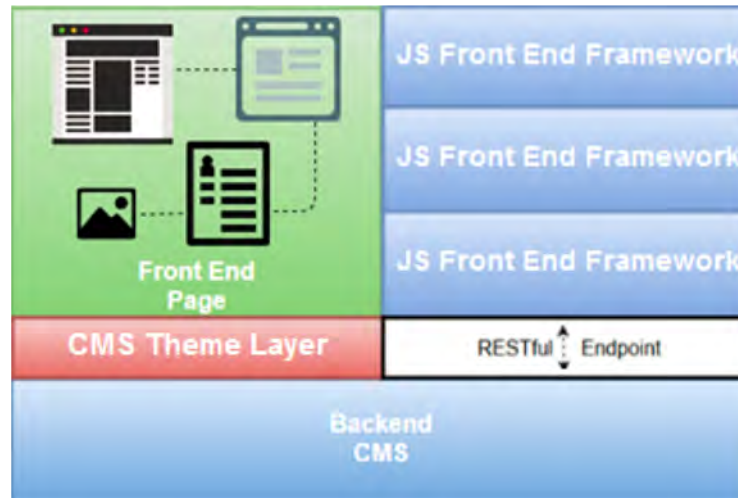 JS Front End Framework
JS Front End Framework
JS Front End Framework
Front End
Page
CMS Theme Layer
RESTful Endpoint
Backend
CMS